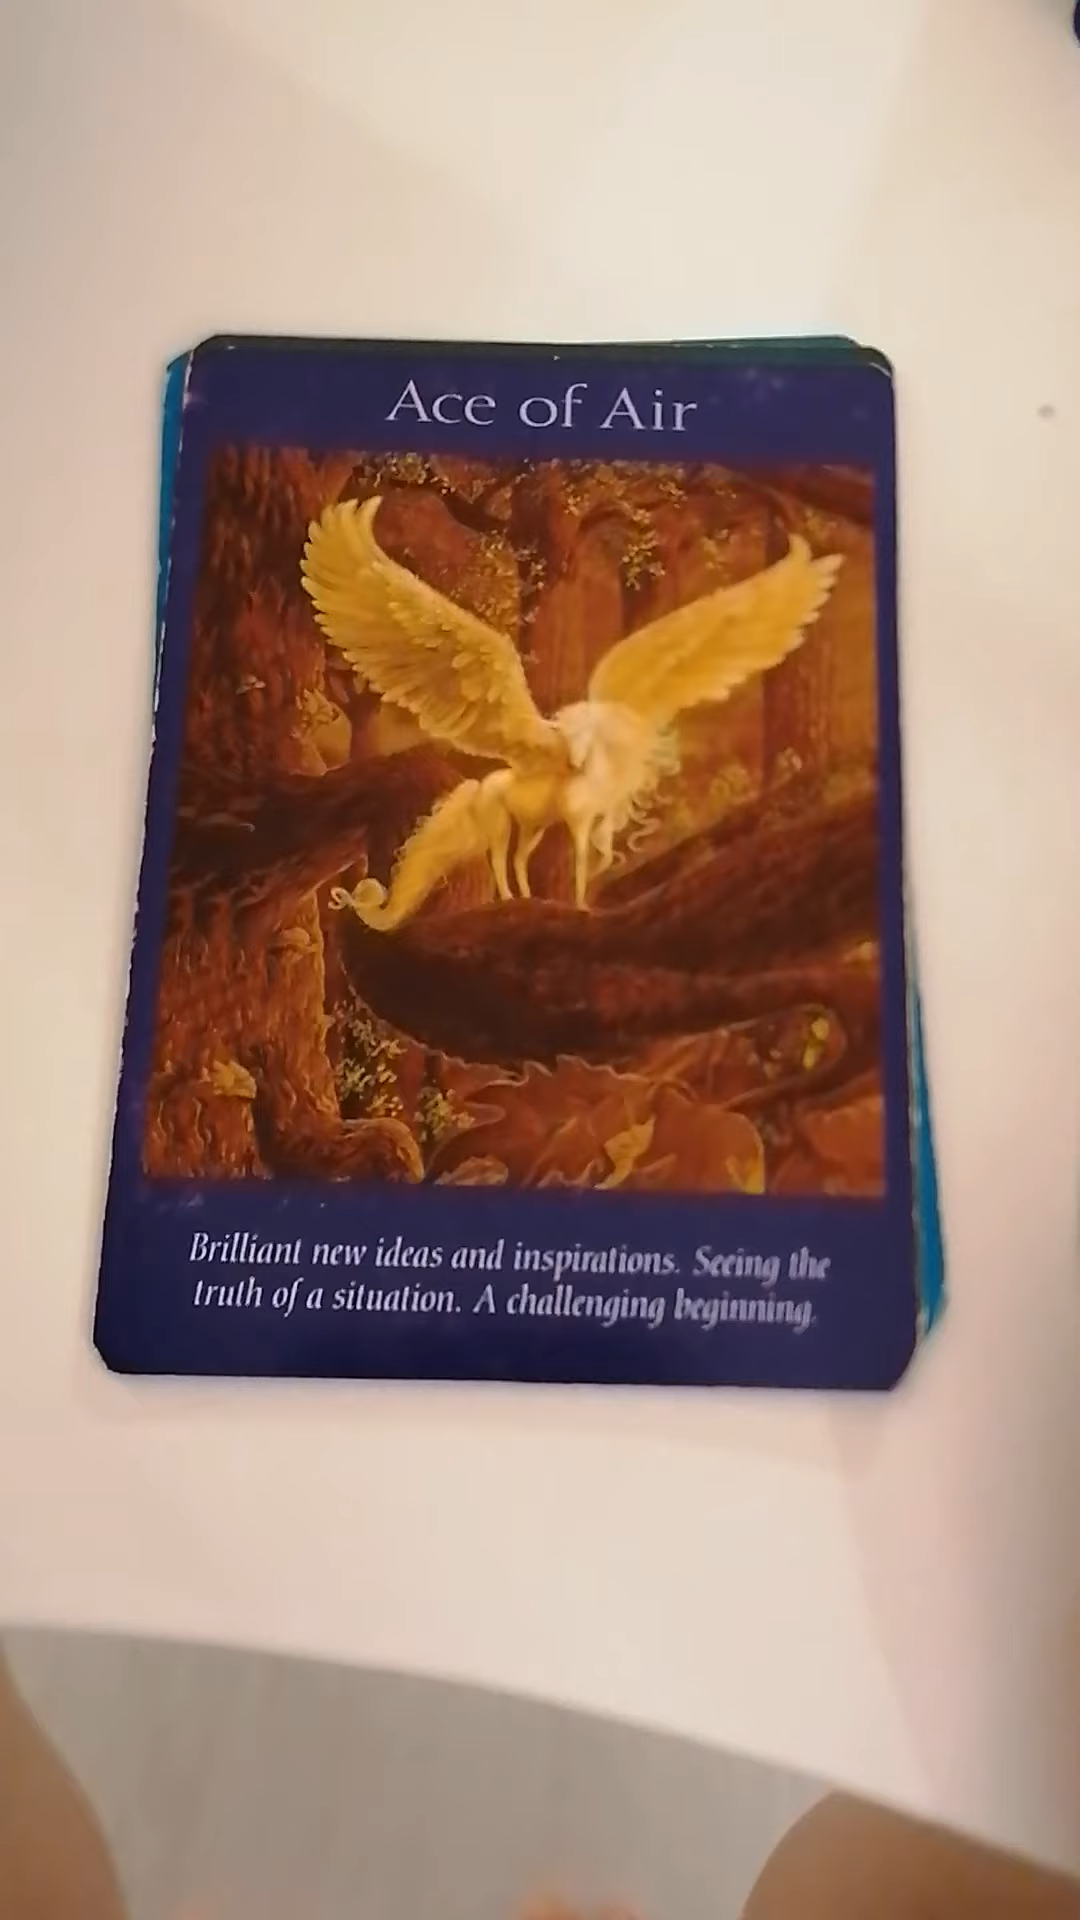 Ace of Air
Brilliant new ideas and inspirations. Seeing the
truth of a situation. A challenging beginning.